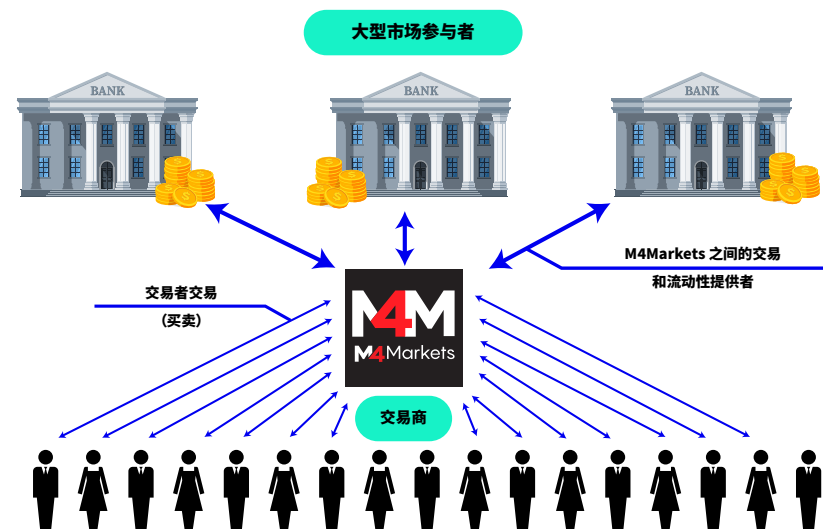 大型市场参与者
BANK
BANK
BANK
M4Markets 之间的交易
和流动性提供者
交易者交易
（买卖）
M4M
M4Markets
交易商